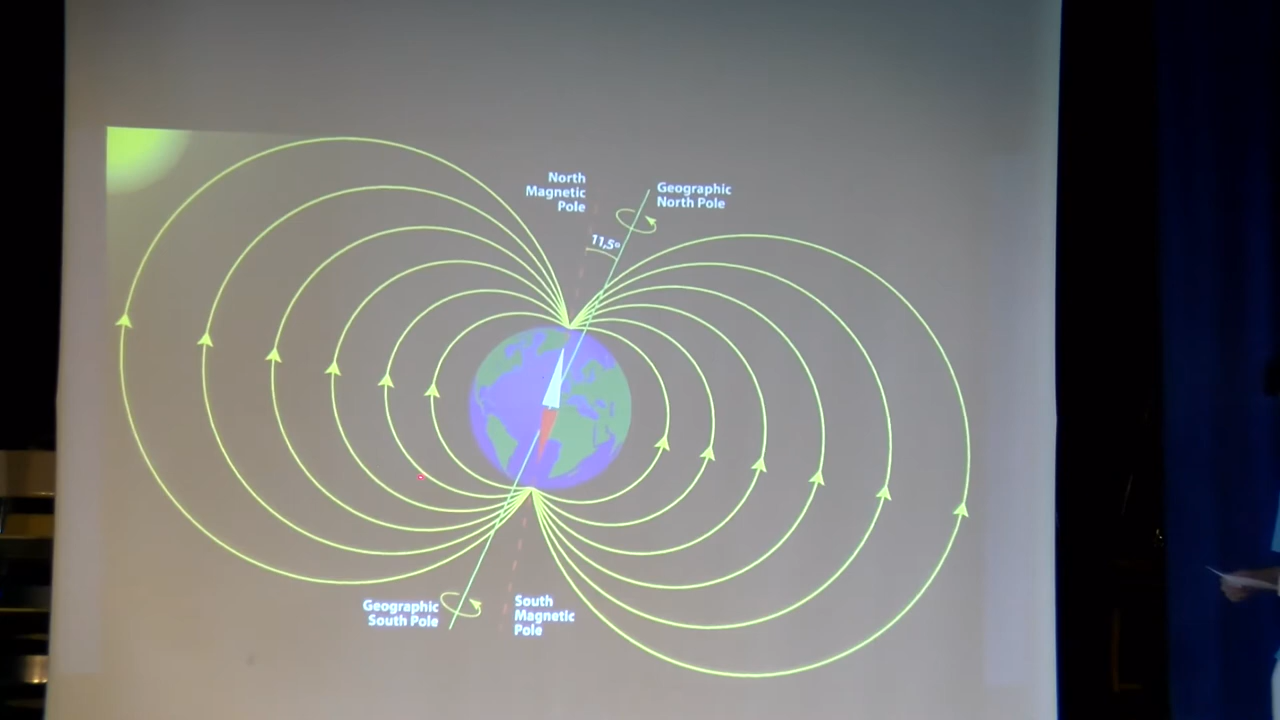 North
Magnetic
Pole
Geographic
North Pole
11,5°
Geographic
South Pole
South
Magnetic
Pole